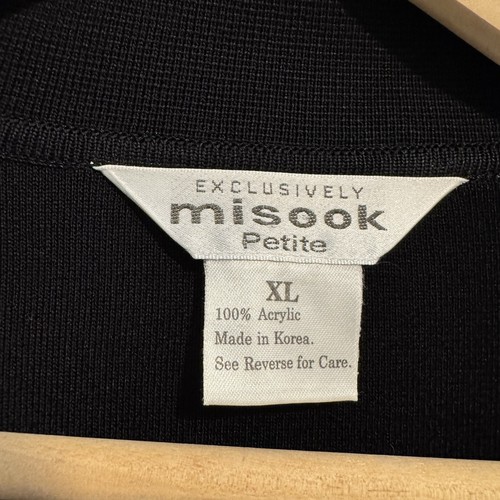 EXCLUSIVELY
misook
Petite
XL
100% Acrylic
Made in Korea.
See Reverse for Care.